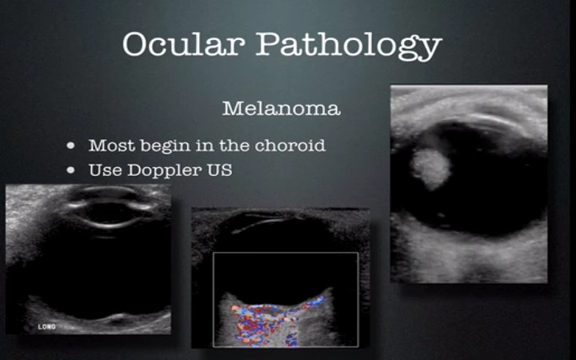 Ocular Pathology
Melanoma
• Most begin in the choroid
• Use Doppler US
LONG